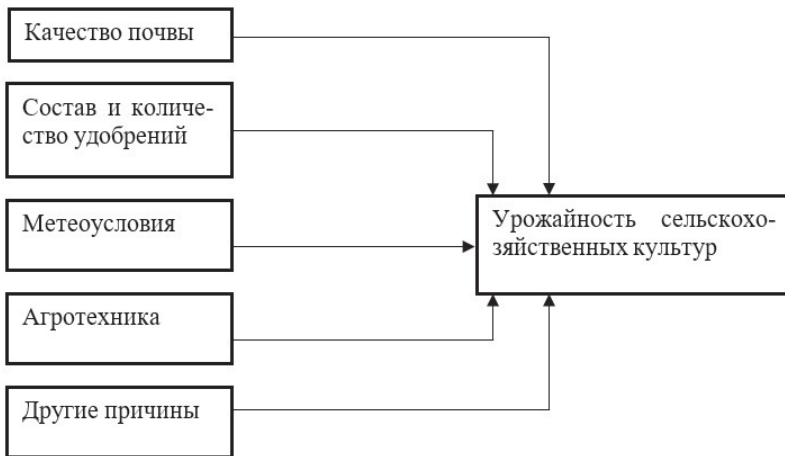 Качество почвы
Состав и количе-
ство удобрений
Метеоусловия
Урожайность сельскохо-
зяйственных культур
Агротехника
Другие причины